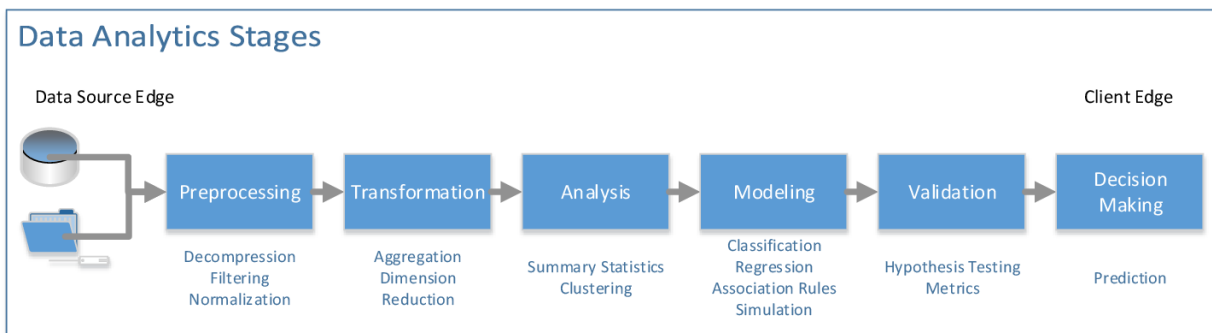 Data Analytics Stages
Data Source Edge
Client Edge
Preprocessing
Transformation
Analysis
Modeling
Validation
Decision
Making
Decompression
Filtering
Normalization
Aggregation
Dimension
Reduction
Summary Statistics
Clustering
Classification
Regression
Association Rules
Simulation
Hypothesis Testing
Metrics
Prediction